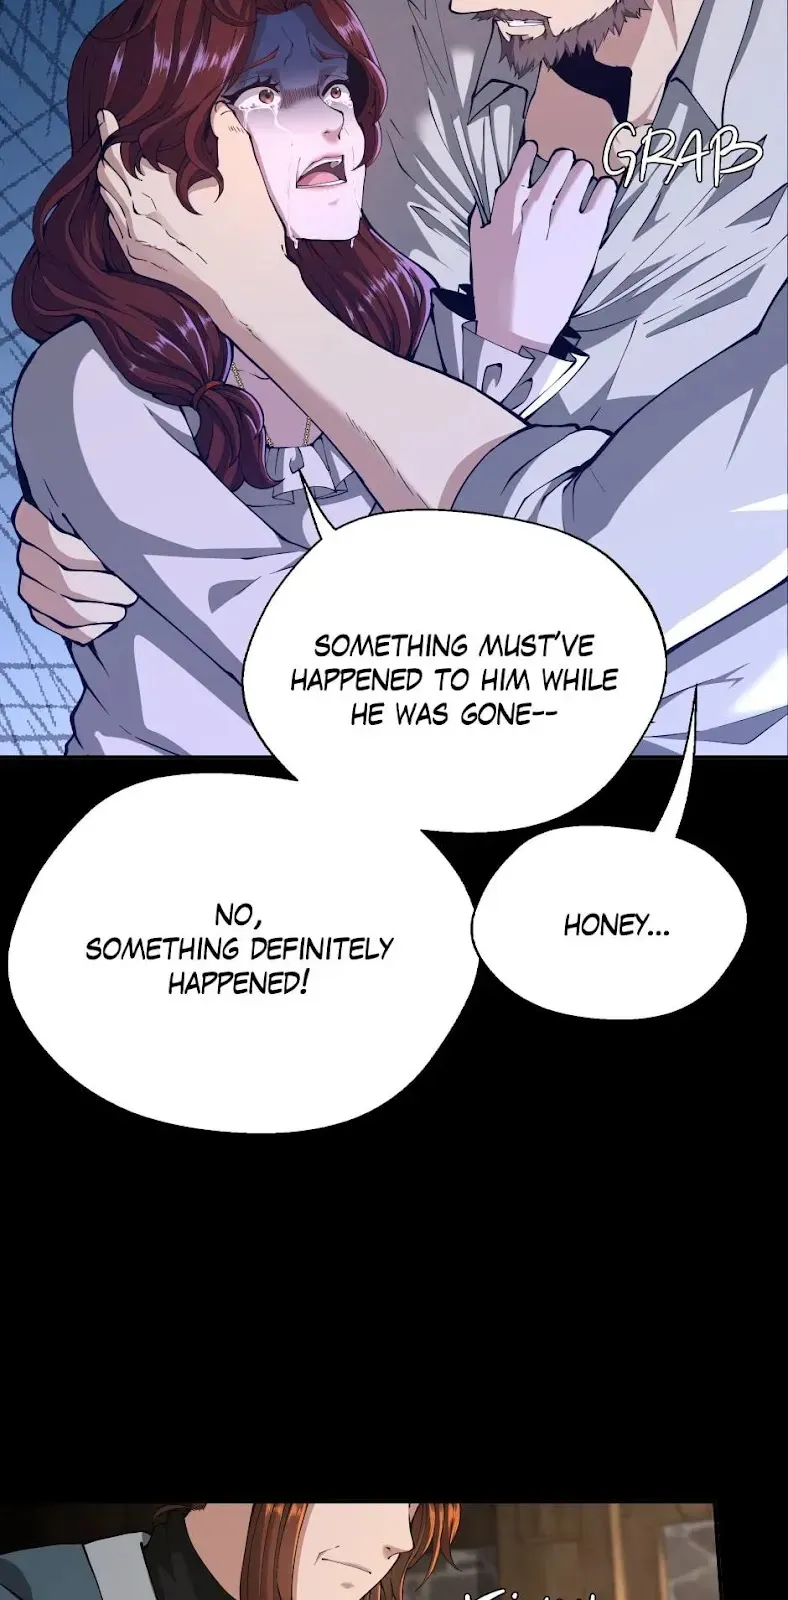 GRAB
SOMETHING MUST'VE
HAPPENED TO HIM WHILE
HE WAS GONE--
HONEY...
NO,
SOMETHING DEFINITELY
HAPPENED!